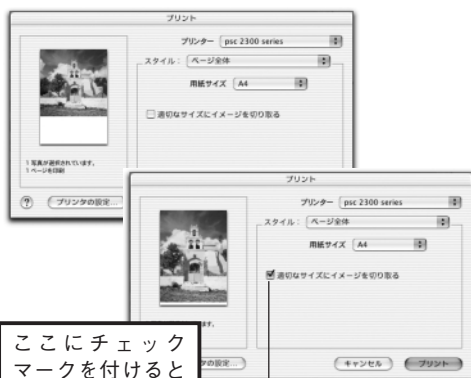 プリント
プリンター psc 2300 series
スタイル： ページ全体
用紙サイズ A4
適切なサイズにイメージを切り取る
1 写真が選択されています。
1 ページを印刷
? プリンタの設定...
プリント
プリンター psc 2300 series
スタイル： ページ全体
用紙サイズ A4
適切なサイズにイメージを切り取る
ます。
の設定...
キャンセル プリント
ここにチェック
マークを付けると